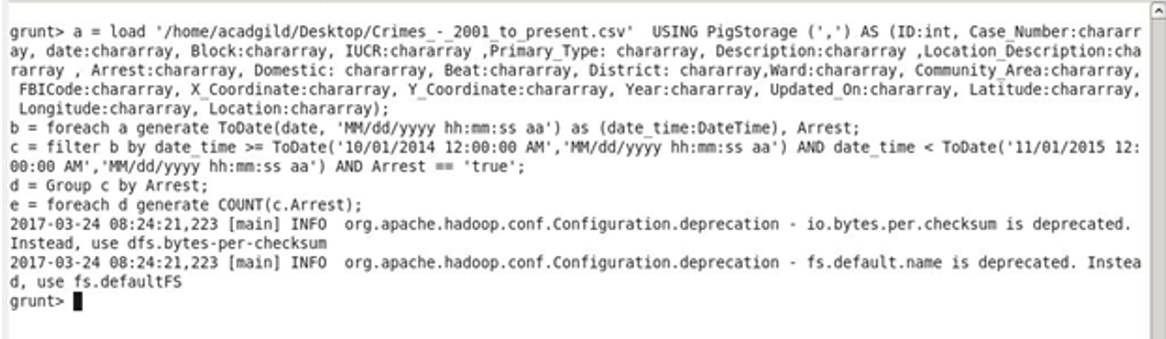 grunt> a = load '/home/acadgild/Desktop/Crimes_-_2001_to_present.csv'  USING PigStorage (',') AS (ID:int, Case_Number:chararr
ay, date:chararray, Block:chararray, IUCR:chararray ,Primary_Type: chararray, Description:chararray ,Location_Description:cha
rarray , Arrest:chararray, Domestic: chararray, Beat:chararray, District: chararray,Ward:chararray, Community_Area:chararray,
 FBICode:chararray, X_Coordinate:chararray, Y_Coordinate:chararray, Year:chararray, Updated_On:chararray, Latitude:chararray,
 Longitude:chararray, Location:chararray);
b = foreach a generate ToDate(date, 'MM/dd/yyyy hh:mm:ss aa') as (date_time:DateTime), Arrest;
c = filter b by date_time >= ToDate('10/01/2014 12:00:00 AM','MM/dd/yyyy hh:mm:ss aa') AND date_time < ToDate('11/01/2015 12:
00:00 AM','MM/dd/yyyy hh:mm:ss aa') AND Arrest == 'true';
d = Group c by Arrest;
e = foreach d generate COUNT(c.Arrest);
2017-03-24 08:24:21,223 [main] INFO  org.apache.hadoop.conf.Configuration.deprecation - io.bytes.per.checksum is deprecated.
Instead, use dfs.bytes-per-checksum
2017-03-24 08:24:21,223 [main] INFO  org.apache.hadoop.conf.Configuration.deprecation - fs.default.name is deprecated. Instea
d, use fs.defaultFS
grunt>